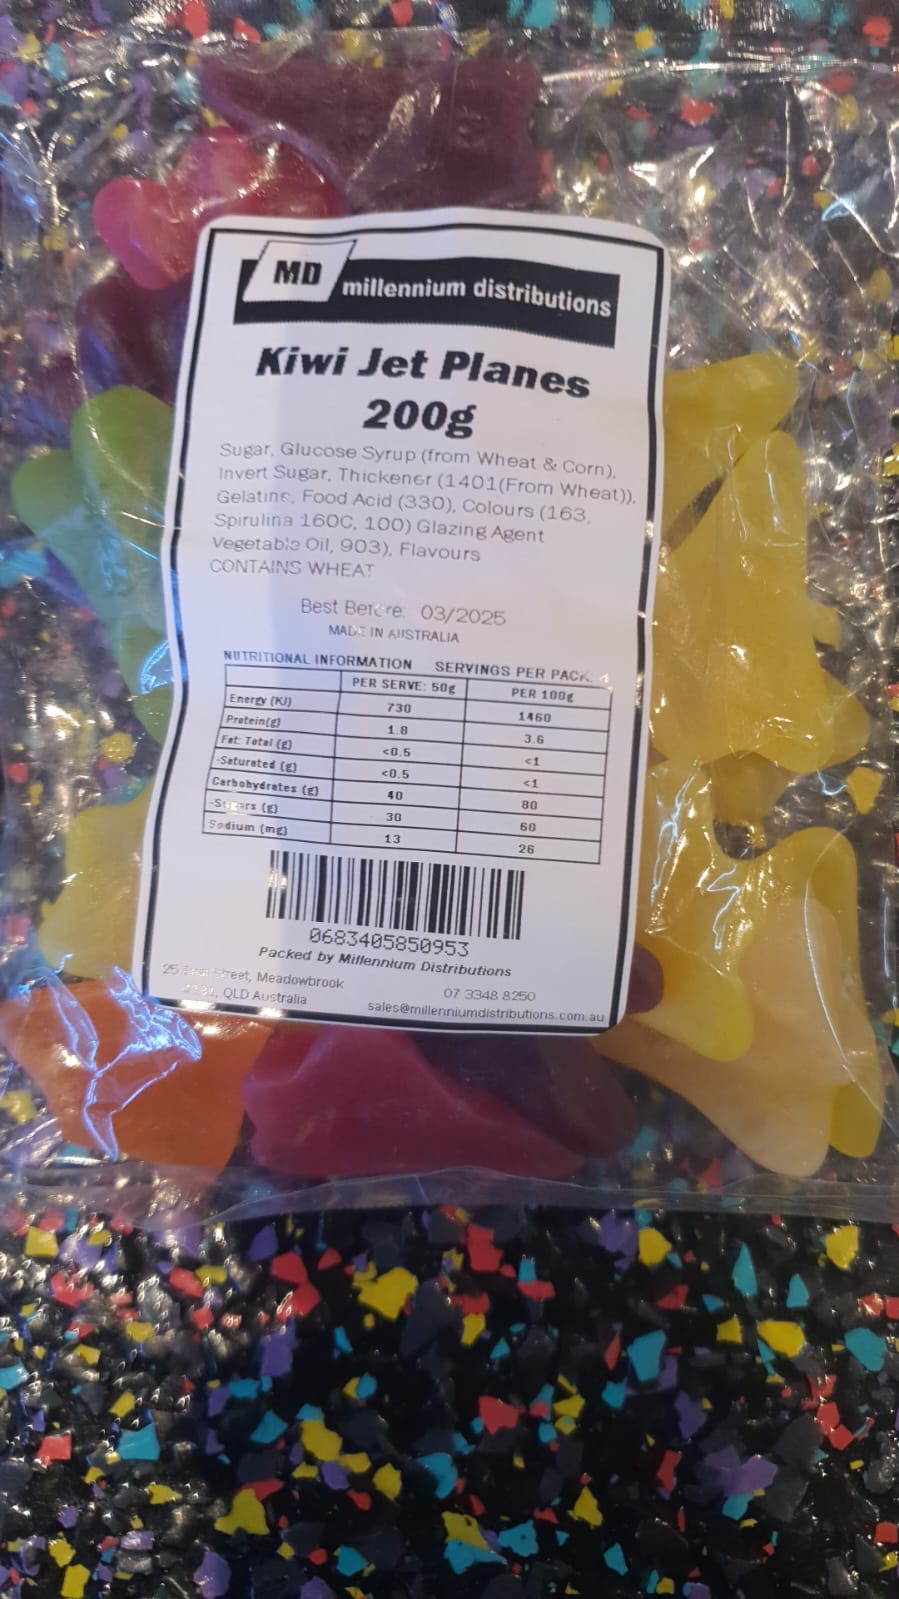 MD
millennium distributions
Kiwi Jet Planes
200g
Sugar, Glucose Syrup (from Wheat & Corn),
Invert Sugar, Thickener (1401(From Wheat)),
Gelatine, Food Acid (330), Colours (163,
Spirulina 160C, 100) Glazing Agent
Vegetable Oil, 903), Flavours
CONTAINS WHEAT
Best Before: 03/2025
MADE IN AUSTRALIA
NUTRITIONAL INFORMATION SERVINGS PER PACK: 4
PER SERVE: 50g PER 100g
Energy (KJ) 730 1460
Protein(g) 1.8 3.6
Fat: Total (g) <0.5 <1
-Saturated (g) <0.5 <1
Carbohydrates (g) 40 80
-Sugars (g) 30 60
Sodium (mg) 13 26
0683405850953
Packed by Millennium Distributions
25 Street, Meadowbrook 07 3348 8250
QLD Australia sales@millenniumdistributions.com.au